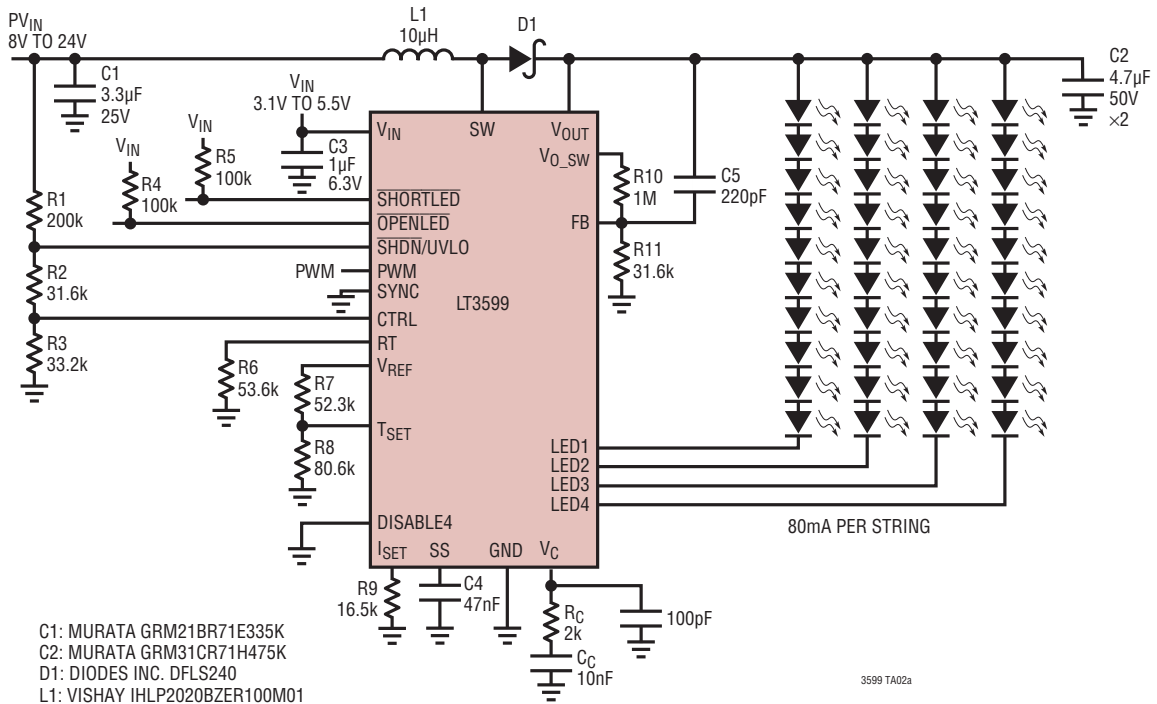 PVIN
8V TO 24V
C1
3.3µF
25V
L1
10µH
D1
C2
4.7µF
50V
×2
VIN
3.1V TO 5.5V
C3
1µF
6.3V
VIN
R5
100k
VIN
R4
100k
R1
200k
R2
31.6k
R3
33.2k
VIN
SW
VOUT
VO_SW
R10
1M
C5
220pF
SHORTLED
OPENLED
FB
SHDN/UVLO
R11
31.6k
PWM
PWM
SYNC
LT3599
CTRL
RT
VREF
R6
53.6k
R7
52.3k
TSET
R8
80.6k
LED1
LED2
LED3
LED4
80mA PER STRING
DISABLE4
ISET
SS
GND
VC
R9
16.5k
C4
47nF
RC
2k
100pF
CC
10nF
C1: MURATA GRM21BR71E335K
C2: MURATA GRM31CR71H475K
D1: DIODES INC. DFLS240
L1: VISHAY IHLP2020BZER100M01
3599 TA02a